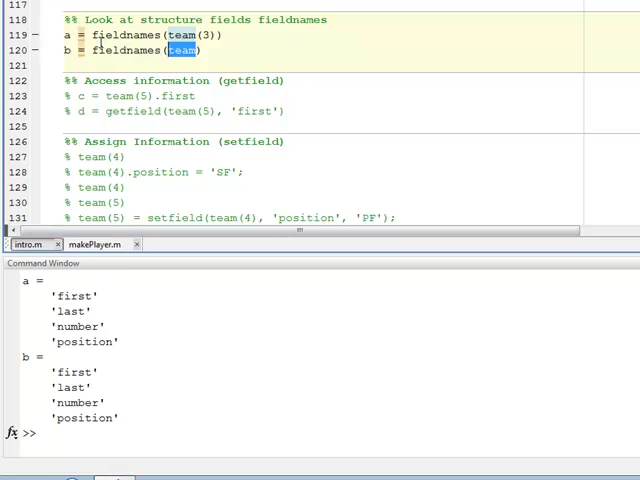 117
118 %% Look at structure fields fieldnames
119 – a = fieldnames(team(3))
120 – b = fieldnames(team)
121
122 %% Access information (getfield)
123 % c = team(5).first
124 % d = getfield(team(5), 'first')
125
126 %% Assign Information (setfield)
127 % team(4)
128 % team(4).position = 'SF';
129 % team(4)
130 % team(5)
131 % team(5) = setfield(team(4), 'position', 'PF');
intro.m × makePlayer.m ×
Command Window
a =
'first'
'last'
'number'
'position'
b =
'first'
'last'
'number'
'position'
fx >>